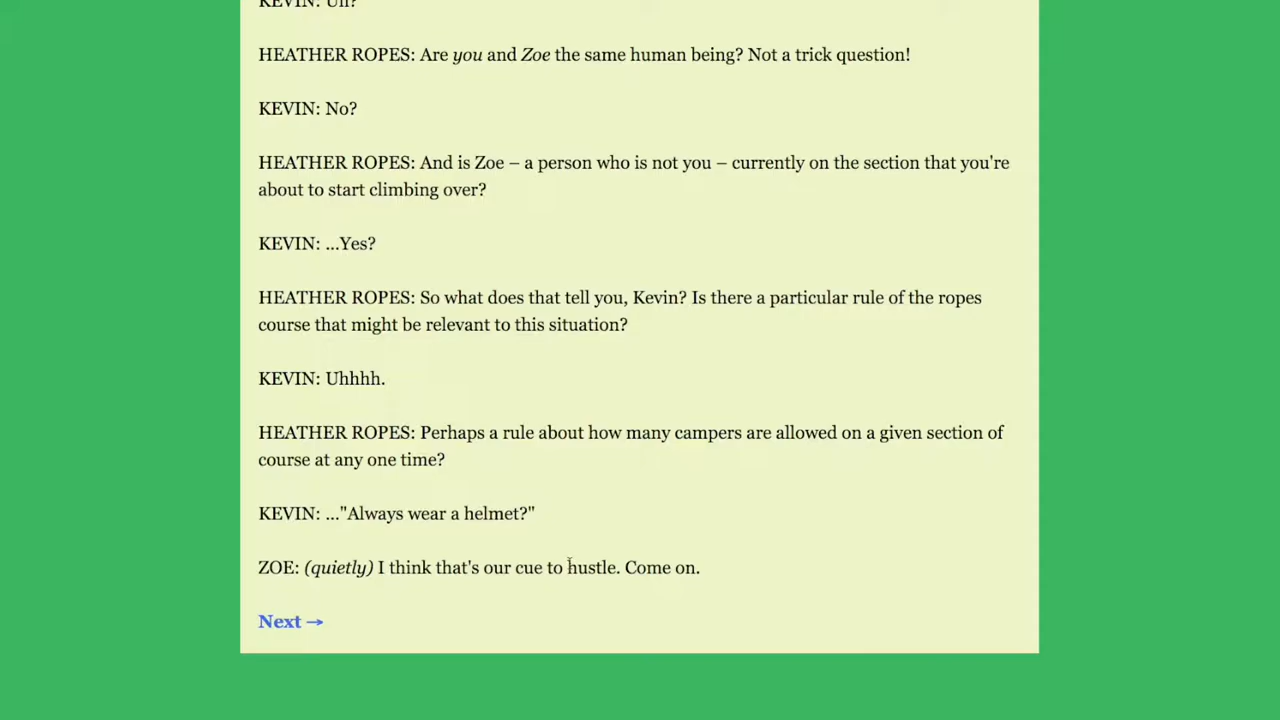 KEVIN: Uh?
HEATHER ROPES: Are you and Zoe the same human being? Not a trick question!
KEVIN: No?
HEATHER ROPES: And is Zoe – a person who is not you – currently on the section that you're
about to start climbing over?
KEVIN: ...Yes?
HEATHER ROPES: So what does that tell you, Kevin? Is there a particular rule of the ropes
course that might be relevant to this situation?
KEVIN: Uhhhh.
HEATHER ROPES: Perhaps a rule about how many campers are allowed on a given section of
course at any one time?
KEVIN: ..."Always wear a helmet?"
ZOE: (quietly) I think that's our cue to hustle. Come on.
Next →